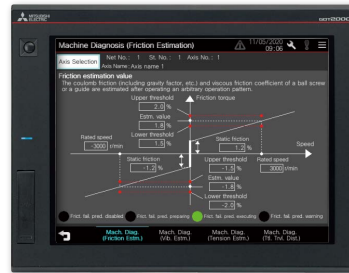 MITSUBISHI ELECTRIC
GOT2000
Machine Diagnosis (Friction Estimation)
11/05/2020
09:06
Axis Selection
Net No.: 1 St. No.: 1 Axis No.: 1
Axis Name: Axis name 1
Friction estimation value
The coulomb friction (including gravity factor, etc.) and viscous friction coefficient of a ball screw
or a guide are estimated after operating an arbitrary operation pattern.
Upper threshold
2.0 %
Friction torque
Estm. value
1.8 %
Rated speed
-3000 r/min
Lower threshold
1.5 %
Static friction
1.2 %
Speed
Static friction
-1.2 %
Upper threshold
-1.5 %
Rated speed
3000 r/min
Estm. value
-1.8 %
Lower threshold
-2.0 %
Frict. fail. pred. disabled
Frict. fail. pred. preparing
Frict. fail. pred. executing
Frict. fail. pred. warning
Mach. Diag.
(Friction Estm.)
Mach. Diag.
(Vib. Estm.)
Mach. Diag.
(Tension Estm.)
Mach. Diag.
(Ttl. Trvl. Dist.)